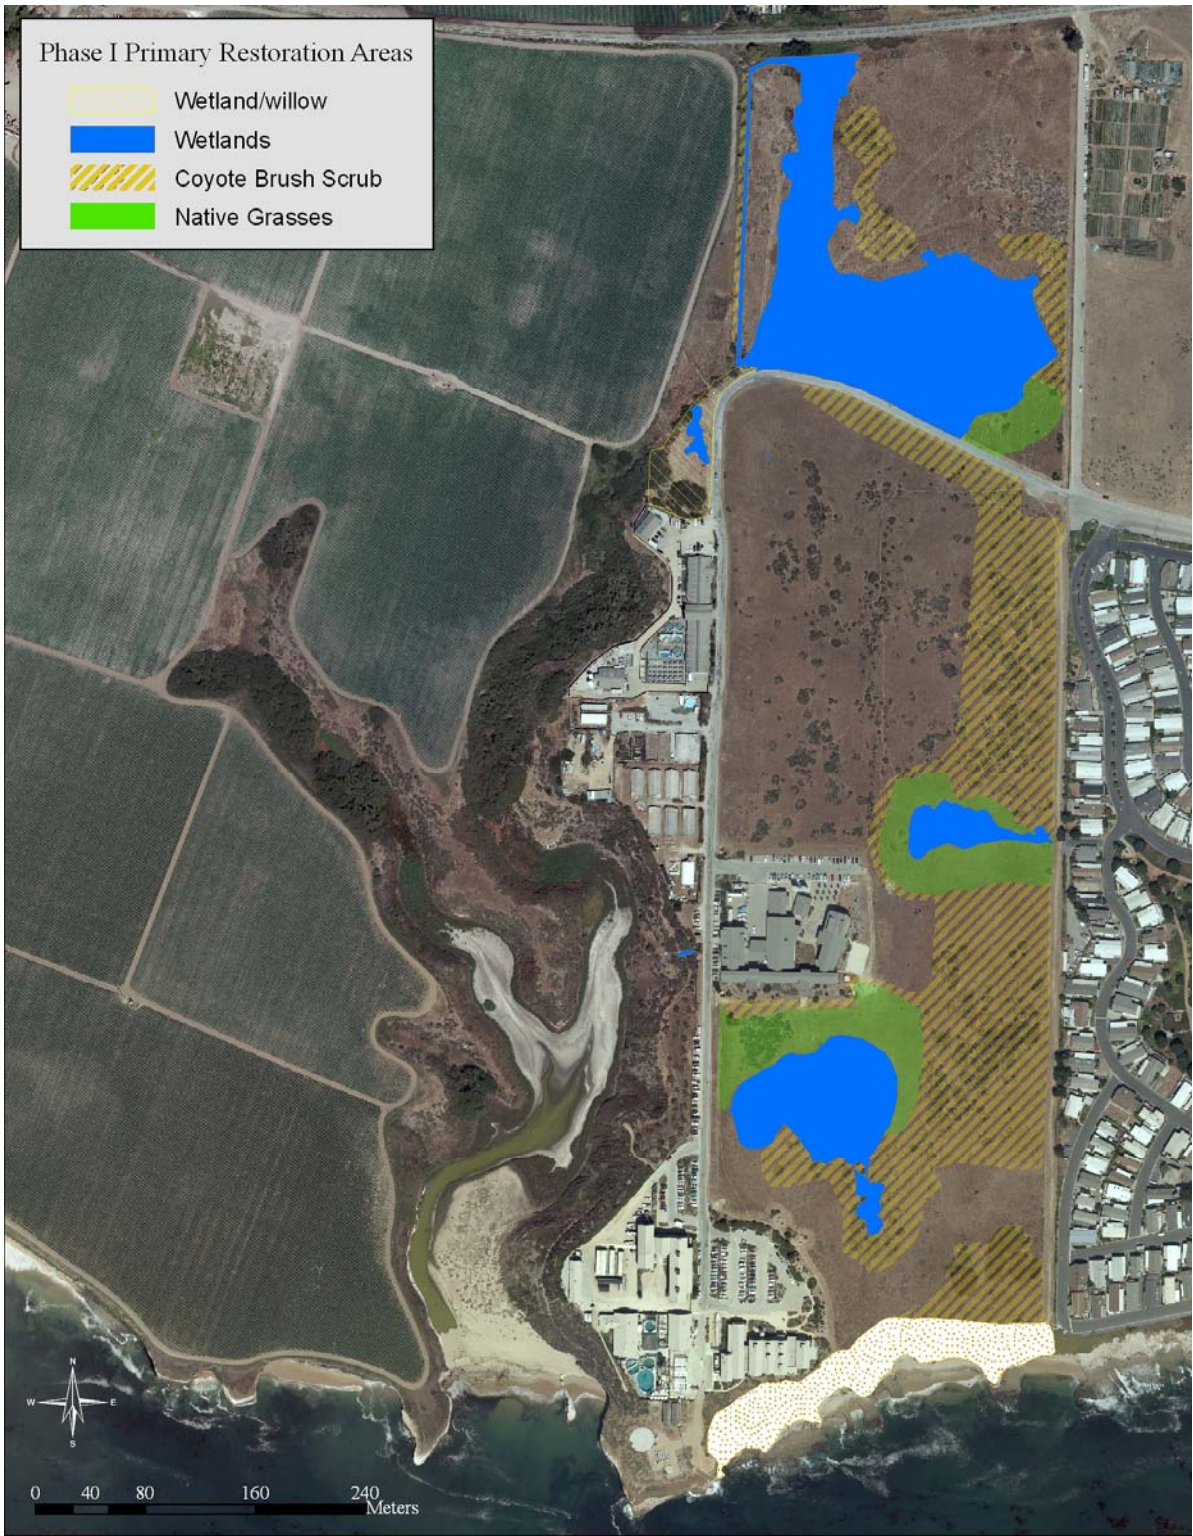 Phase I Primary Restoration Areas
Wetland/willow
Wetlands
Coyote Brush Scrub
Native Grasses
N
W E
S
0 40 80 160 240
Meters